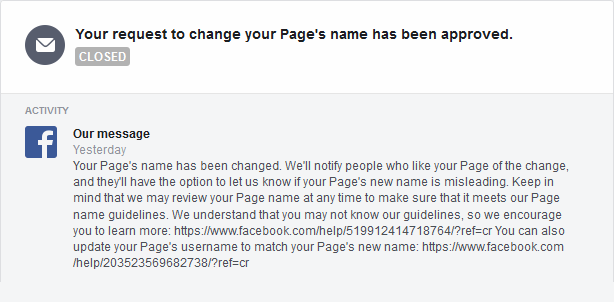 Your request to change your Page's name has been approved.
CLOSED
ACTIVITY
Our message
Yesterday
Your Page's name has been changed. We'll notify people who like your Page of the change,
and they'll have the option to let us know if your Page's new name is misleading. Keep in
mind that we may review your Page name at any time to make sure that it meets our Page
name guidelines. We understand that you may not know our guidelines, so we encourage
you to learn more: https://www.facebook.com/help/519912414718764/?ref=cr You can also
update your Page's username to match your Page's new name: https://www.facebook.com
/help/203523569682738/?ref=cr